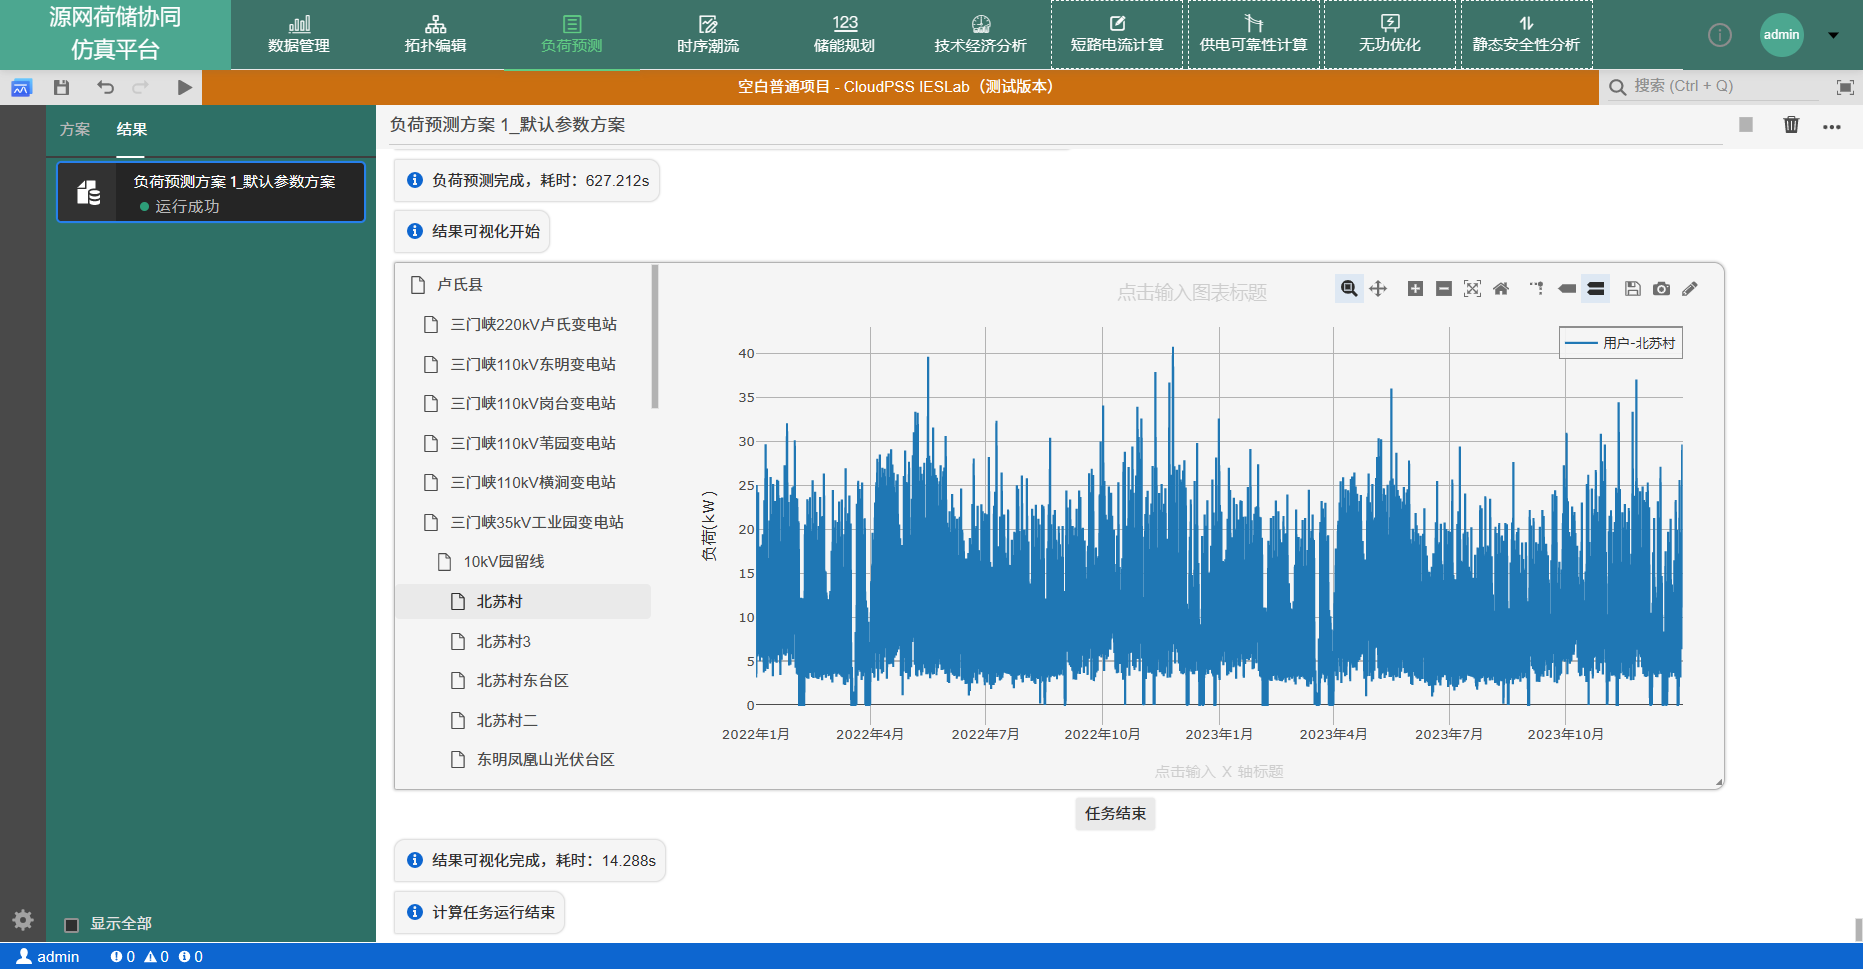 源网荷储协同
仿真平台
数据管理
拓扑编辑
负荷预测
时序潮流
123
储能规划
技术经济分析
短路电流计算
供电可靠性计算
无功优化
静态安全性分析
admin
空白普通项目 - CloudPSS IESLab（测试版本）
搜索 (Ctrl + Q)
方案
结果
负荷预测方案 1_默认参数方案
负荷预测方案 1_默认参数方案
运行成功
负荷预测完成，耗时：627.212s
结果可视化开始
卢氏县
三门峡220kV卢氏变电站
三门峡110kV东明变电站
三门峡110kV岗台变电站
三门峡110kV苇园变电站
三门峡110kV横涧变电站
三门峡35kV工业园变电站
10kV园留线
北苏村
北苏村3
北苏村东台区
北苏村二
东明凤凰山光伏台区
点击输入图表标题
用户-北苏村
负荷(kW)
40
35
30
25
20
15
10
5
0
2022年1月
2022年4月
2022年7月
2022年10月
2023年1月
2023年4月
2023年7月
2023年10月
点击输入 X 轴标题
任务结束
结果可视化完成，耗时：14.288s
计算任务运行结束
显示全部
admin
0
0
0